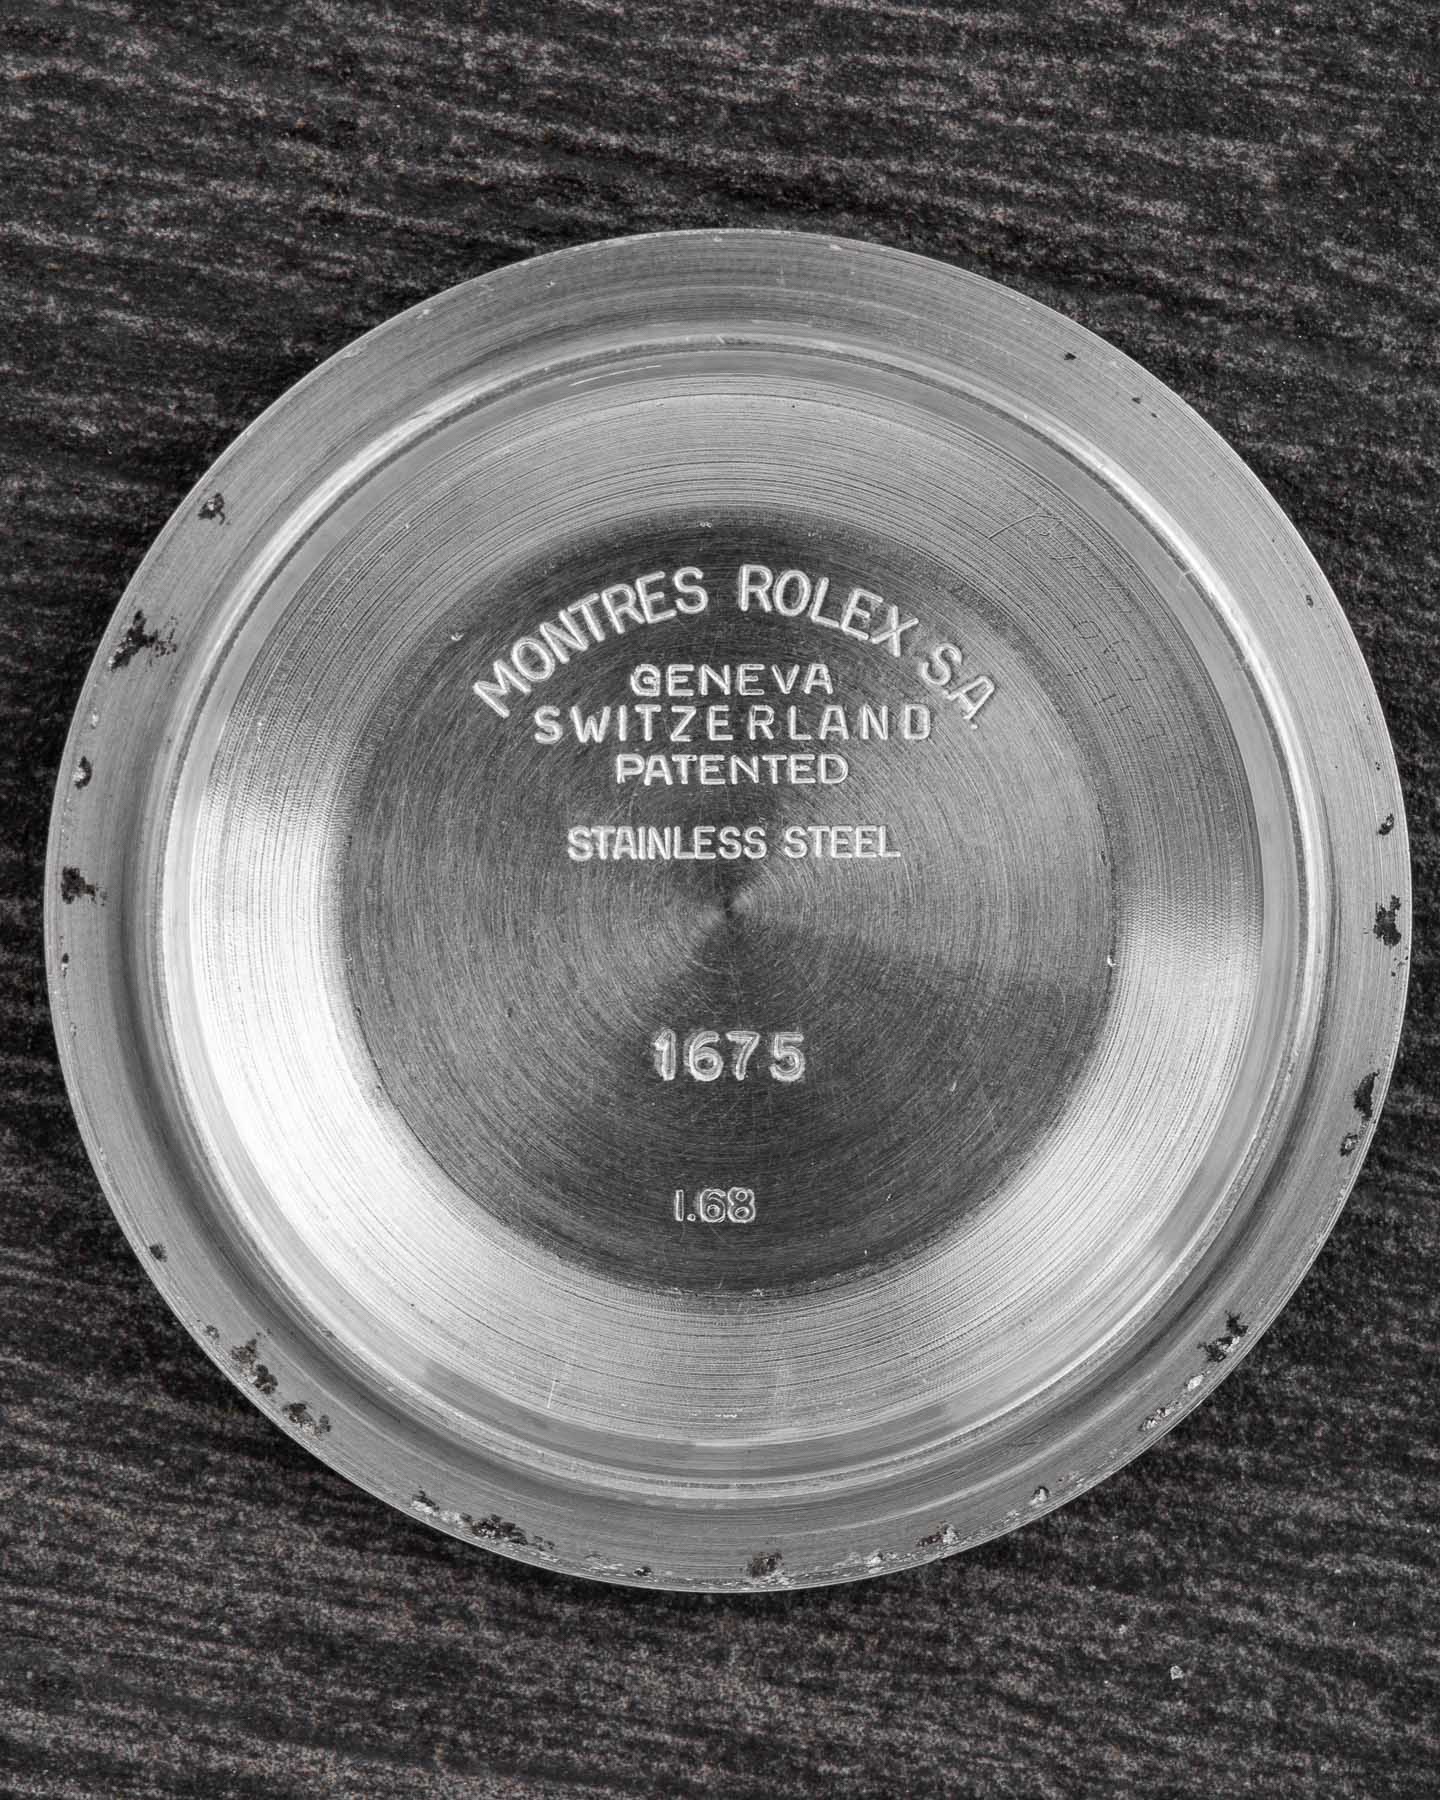 MONTRES ROLEX S.A.
GENEVA
SWITZERLAND
PATENTED
STAINLESS STEEL
1675
I.68